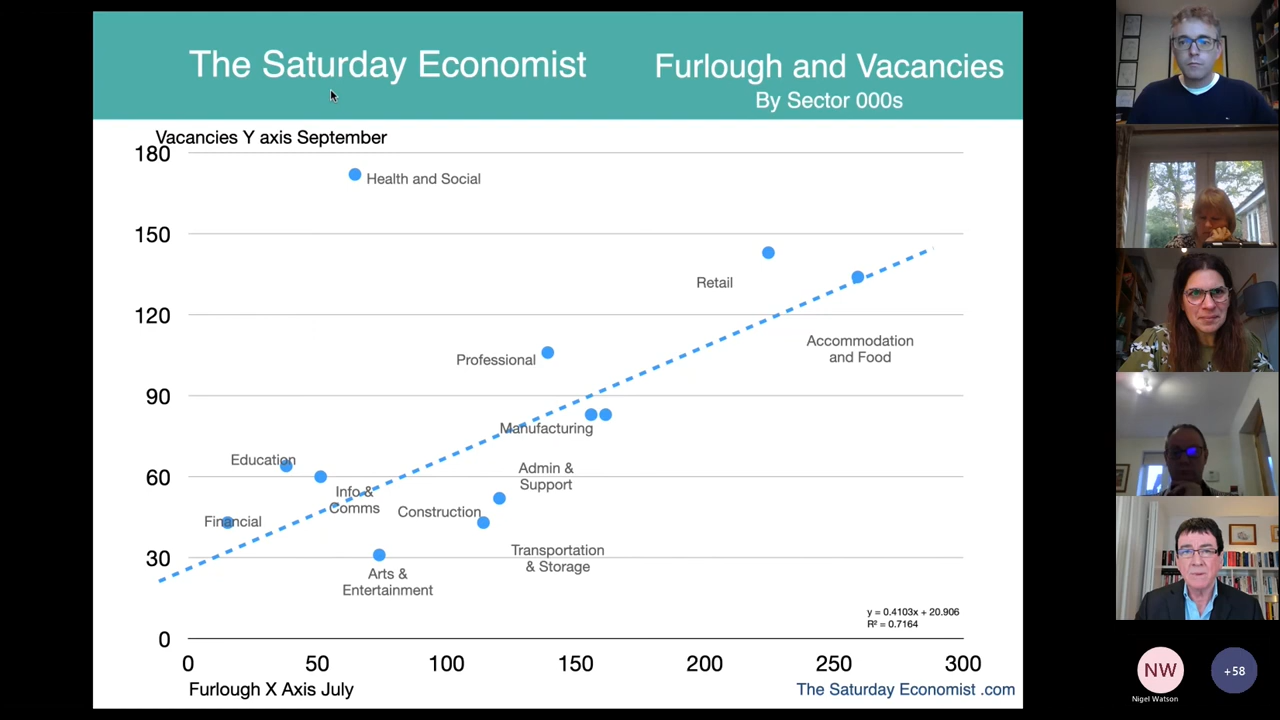 The Saturday Economist
Furlough and Vacancies
By Sector 000s
Vacancies Y axis September
180
Health and Social
150
Retail
120
Accommodation
and Food
Professional
90
Manufacturing
Education
60
Admin &
Support
Info &
Comms
Construction
Financial
30
Transportation
& Storage
Arts &
Entertainment
y = 0.4103x + 20.906
R² = 0.7164
0
0 50 100 150 200 250 300
Furlough X Axis July
The Saturday Economist .com
NW
+58
Nigel Watson